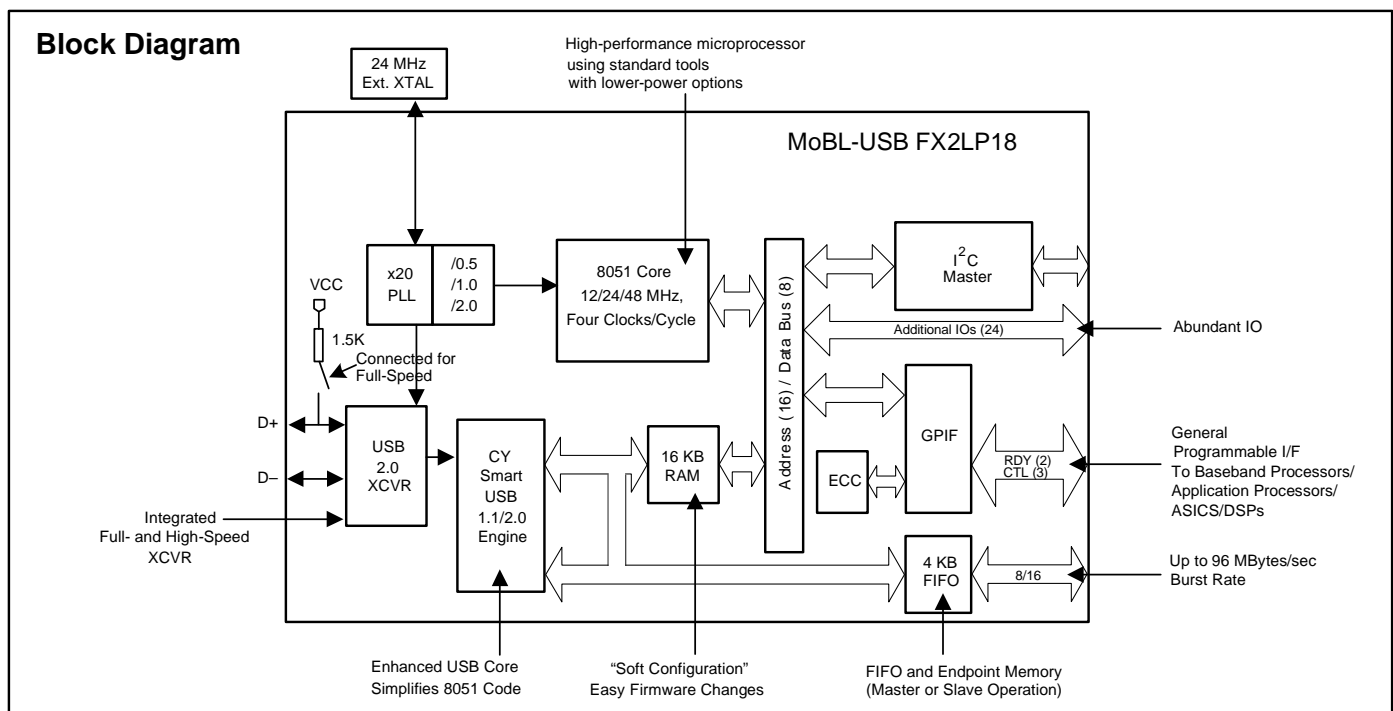 Block Diagram
24 MHz
Ext. XTAL
High-performance microprocessor
using standard tools
with lower-power options
MoBL-USB FX2LP18
x20
PLL
/0.5
/1.0
/2.0
8051 Core
12/24/48 MHz,
Four Clocks/Cycle
Address (16) / Data Bus (8)
I²C
Master
VCC
1.5K
Connected for
Full-Speed
Additional IOs (24)
Abundant IO
D+
D–
USB
2.0
XCVR
CY
Smart
USB
1.1/2.0
Engine
16 KB
RAM
ECC
GPIF
RDY (2)
CTL (3)
General
Programmable I/F
To Baseband Processors/
Application Processors/
ASICS/DSPs
Integrated
Full- and High-Speed
XCVR
4 KB
FIFO
8/16
Up to 96 MBytes/sec
Burst Rate
Enhanced USB Core
Simplifies 8051 Code
“Soft Configuration”
Easy Firmware Changes
FIFO and Endpoint Memory
(Master or Slave Operation)